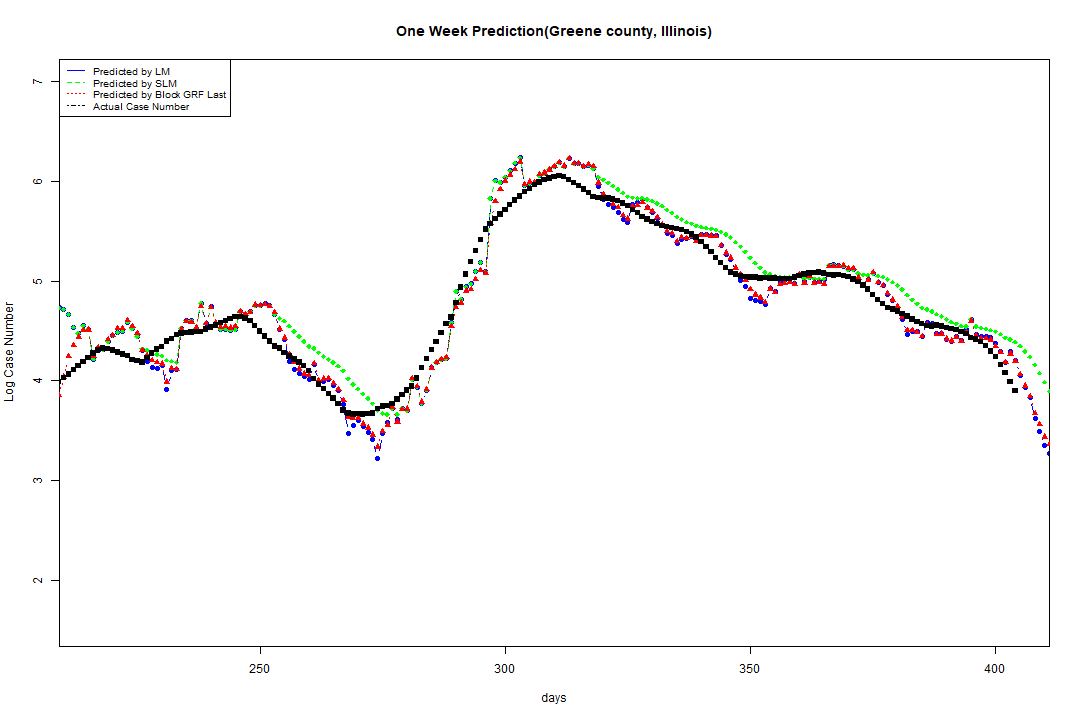 One Week Prediction(Greene county, Illinois)
Predicted by LM
Predicted by SLM
Predicted by Block GRF Last
Actual Case Number
7
6
5
4
3
2
Log Case Number
250 300 350 400
days